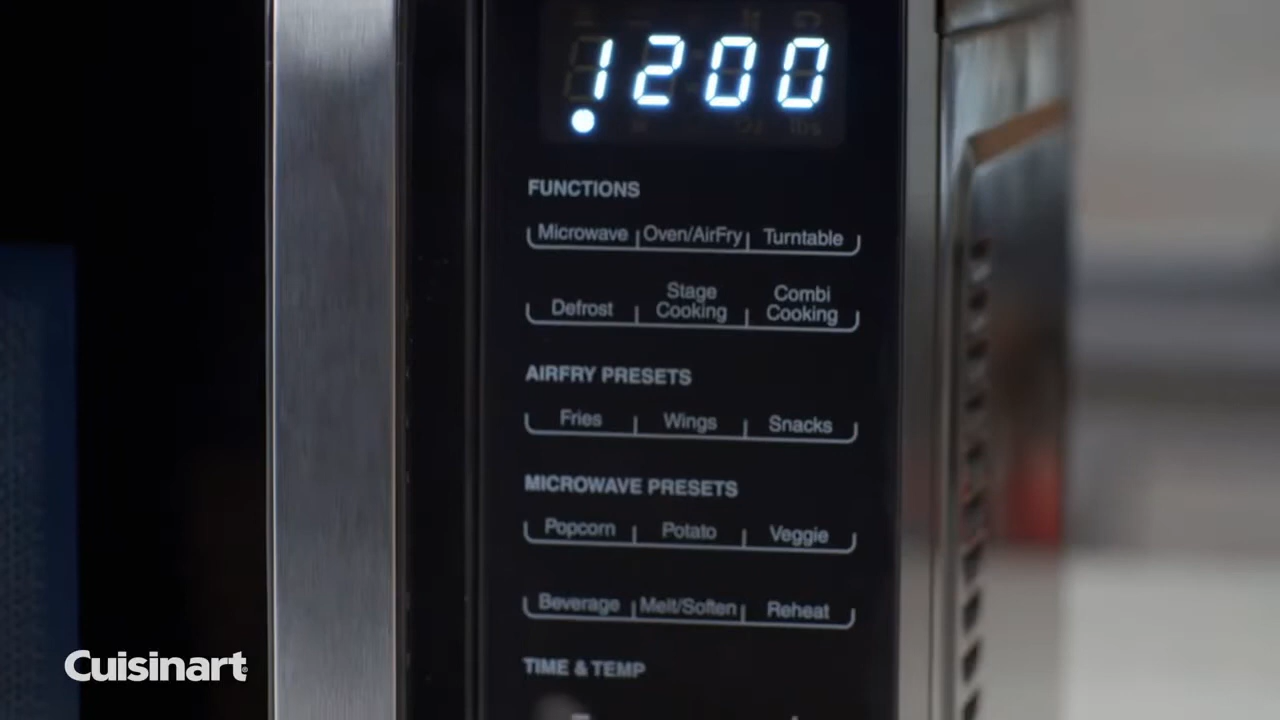 1200
FUNCTIONS
Microwave Oven/AirFry Turntable
Defrost Stage Cooking Combi Cooking
AIRFRY PRESETS
Fries Wings Snacks
MICROWAVE PRESETS
Popcorn Potato Veggie
Beverage Melt/Soften Reheat
TIME & TEMP
Cuisinart